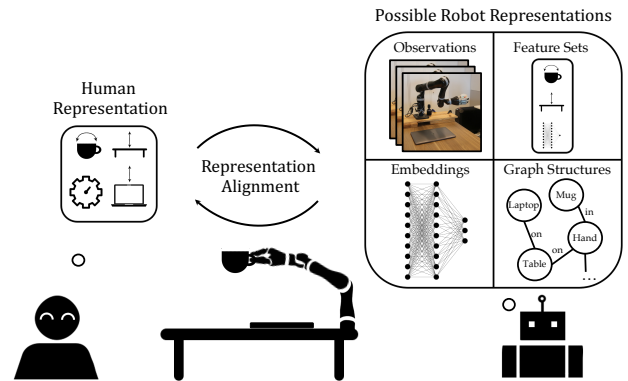 Possible Robot Representations
Observations
Feature Sets
Human
Representation
Representation
Alignment
Embeddings
Graph Structures
Laptop
Mug
in
on
Hand
on
Table
...